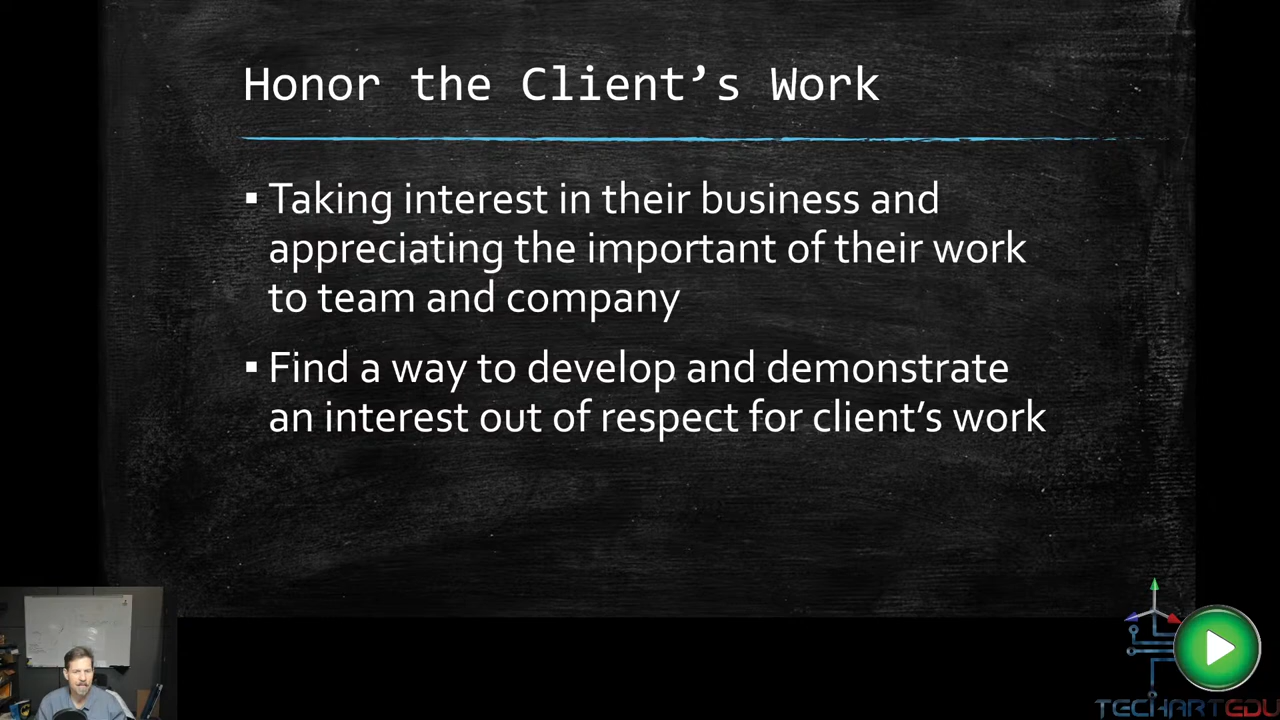 Honor the Client’s Work
▪ Taking interest in their business and
appreciating the important of their work
to team and company
▪ Find a way to develop and demonstrate
an interest out of respect for client’s work
TECHARTEDU